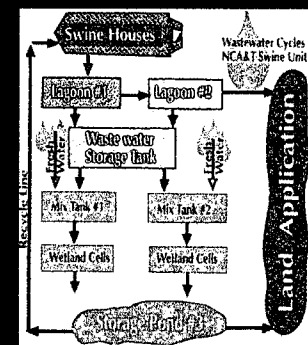 Swine Houses
Wastewater Cycles
NCA&T Swine Unit
Lagoon #1
Lagoon #2
Waste water
Storage Tank
Fresh
Water
Fresh
Water
Mix Tank #1
Mix Tank #2
Wetland Cells
Wetland Cells
Storage Pond #3
Recycle Line
Land Application